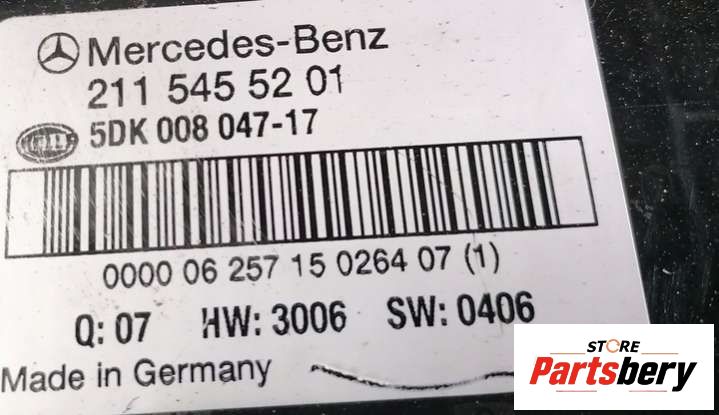 Mercedes-Benz
211 545 52 01
5DK 008 047-17
0000 06 257 15 0264 07 (1)
Q: 07 HW: 3006 SW: 0406
Made in Germany
STORE
Partsbery